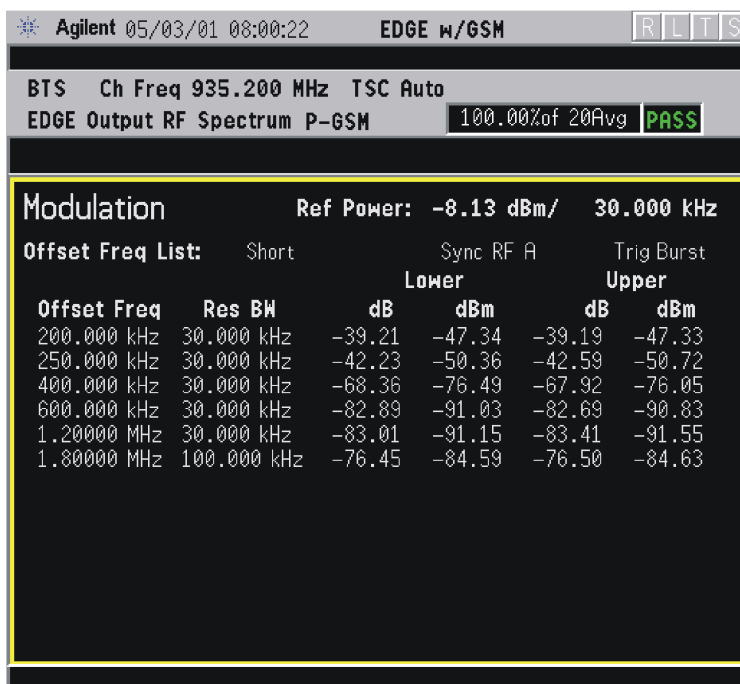 Agilent 05/03/01 08:00:22 EDGE w/GSM R L T S
BTS Ch Freq 935.200 MHz TSC Auto
EDGE Output RF Spectrum P-GSM 100.00%of 20Avg PASS
Modulation Ref Power: -8.13 dBm/ 30.000 kHz
Offset Freq List: Short Sync RF A Trig Burst
Lower Upper
Offset Freq Res BW dB dBm dB dBm
200.000 kHz 30.000 kHz -39.21 -47.34 -39.19 -47.33
250.000 kHz 30.000 kHz -42.23 -50.36 -42.59 -50.72
400.000 kHz 30.000 kHz -68.36 -76.49 -67.92 -76.05
600.000 kHz 30.000 kHz -82.89 -91.03 -82.69 -90.83
1.20000 MHz 30.000 kHz -83.01 -91.15 -83.41 -91.55
1.80000 MHz 100.000 kHz -76.45 -84.59 -76.50 -84.63